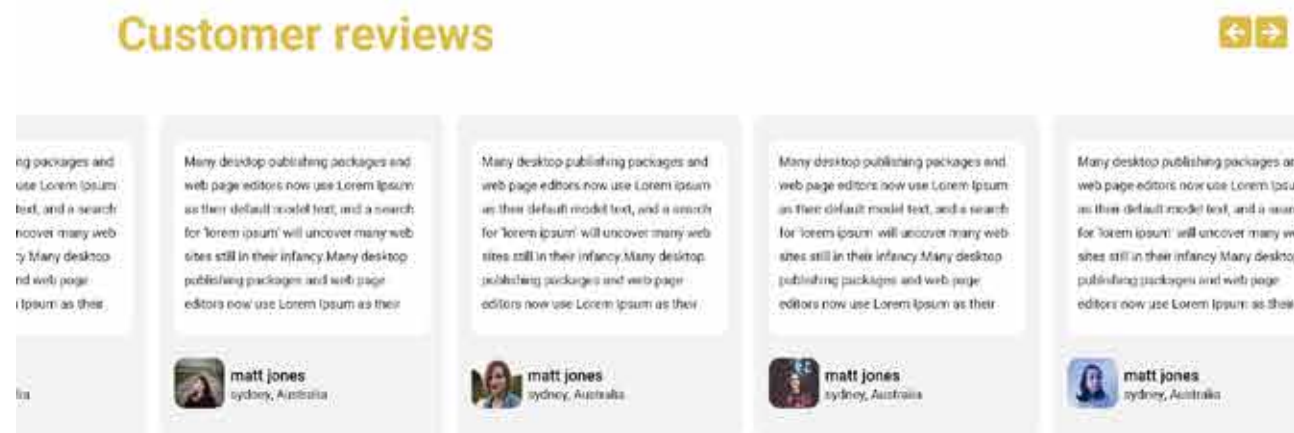 Customer reviews
ng packages and
use Lorem Ipsum
text, and a search
ncover many web
cy.Many desktop
nd web page
Ipsum as their
lia
Many desktop publishing packages and
web page editors now use Lorem Ipsum
as their default model text, and a search
for 'lorem ipsum' will uncover many web
sites still in their infancy.Many desktop
publishing packages and web page
editors now use Lorem Ipsum as their
matt jones
sydney, Australia
Many desktop publishing packages and
web page editors now use Lorem Ipsum
as their default model text, and a search
for 'lorem ipsum' will uncover many web
sites still in their infancy.Many desktop
publishing packages and web page
editors now use Lorem Ipsum as their
matt jones
sydney, Australia
Many desktop publishing packages and
web page editors now use Lorem Ipsum
as their default model text, and a search
for 'lorem ipsum' will uncover many web
sites still in their infancy.Many desktop
publishing packages and web page
editors now use Lorem Ipsum as their
matt jones
sydney, Australia
Many desktop publishing packages an
web page editors now use Lorem Ipsu
as their default model text, and a sear
for 'lorem ipsum' will uncover many we
sites still in their infancy.Many deskto
publishing packages and web page
editors now use Lorem Ipsum as their
matt jones
sydney, Australia